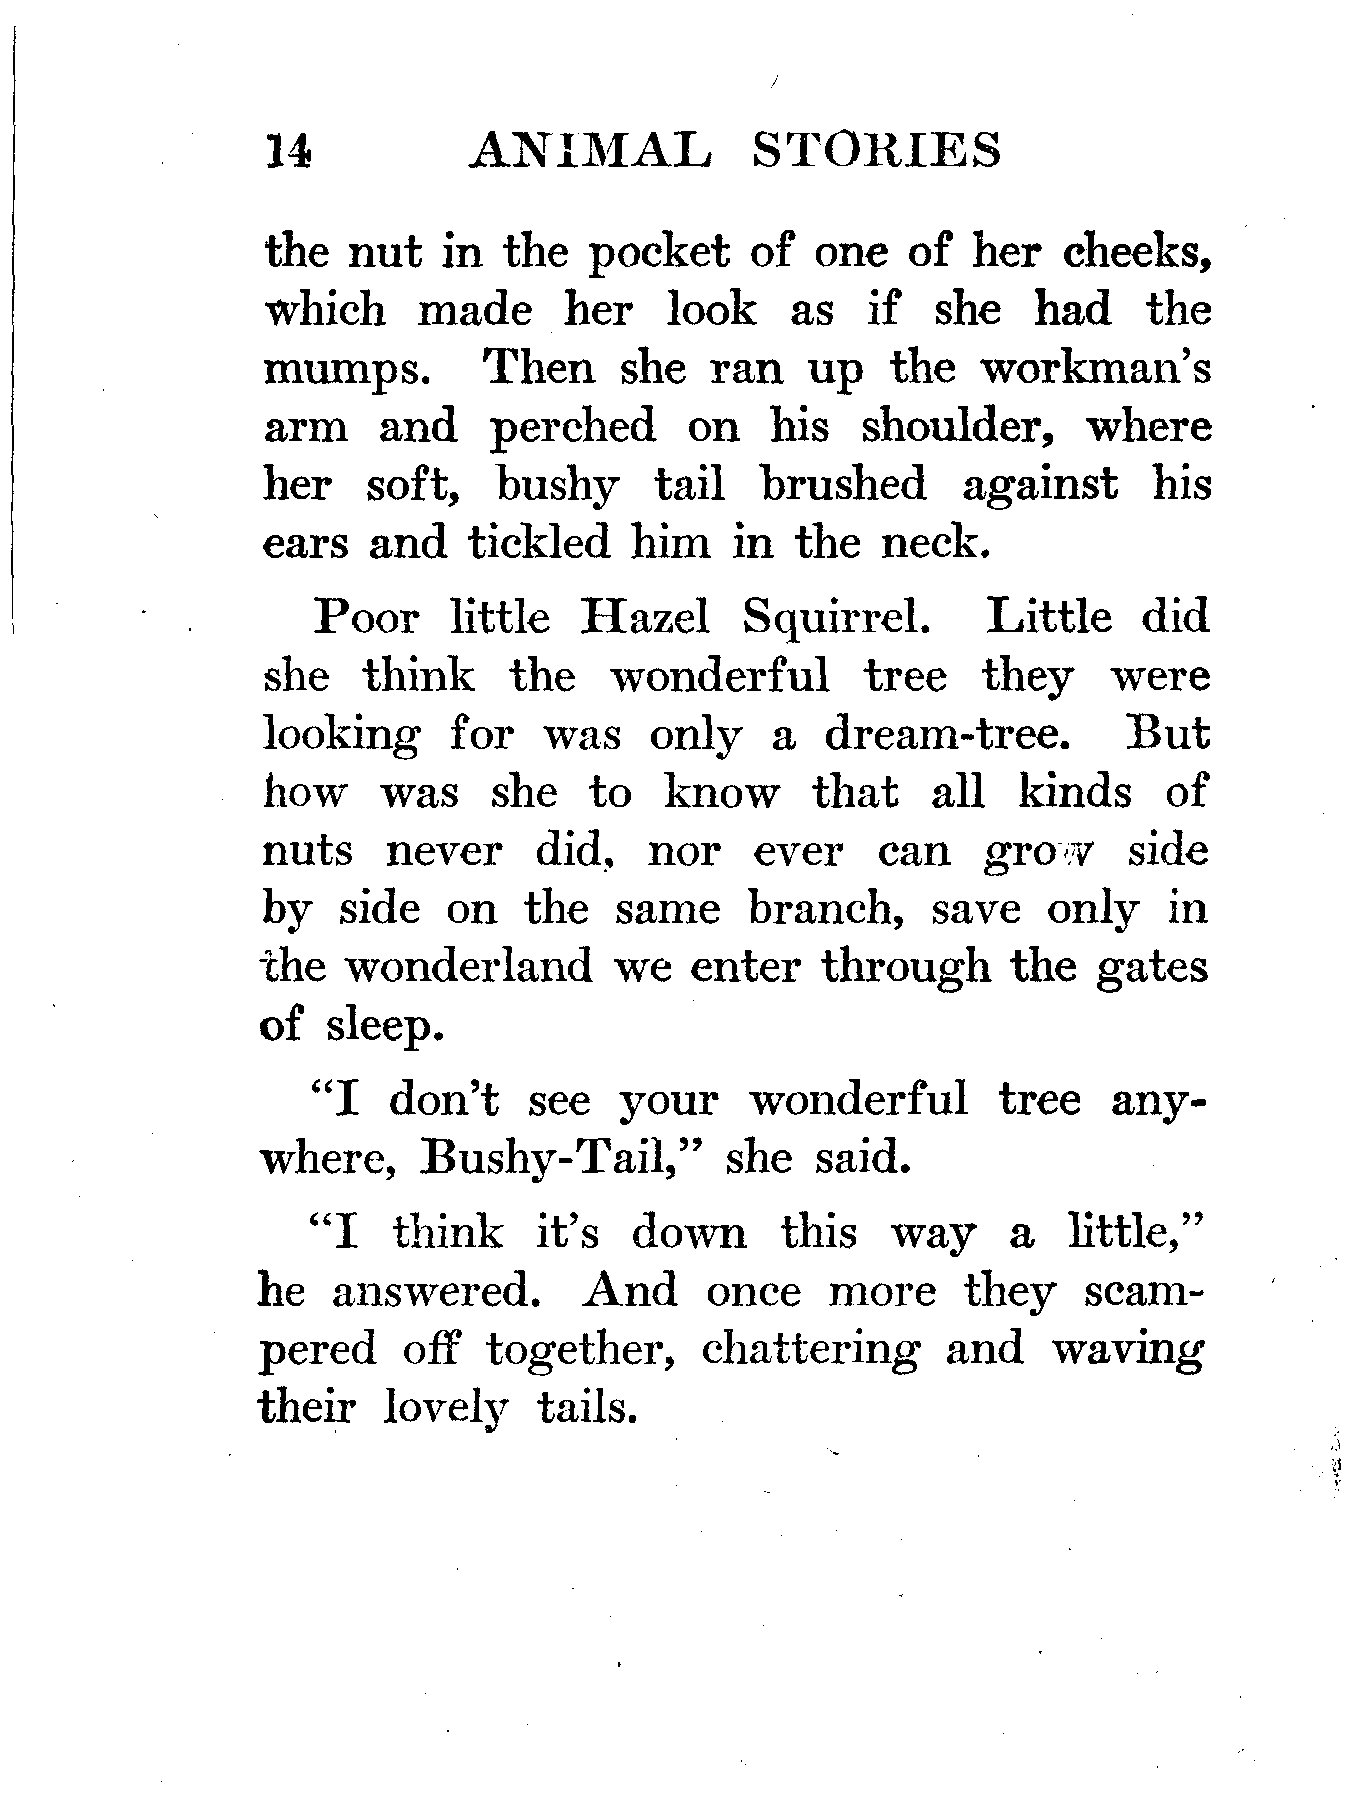 14 ANIMAL STORIES
the nut in the pocket of one of her cheeks,
which made her look as if she had the
mumps. Then she ran up the workman's
arm and perched on his shoulder, where
her soft, bushy tail brushed against his
ears and tickled him in the neck.
Poor little Hazel Squirrel. Little did
she think the wonderful tree they were
looking for was only a dream-tree. But
how was she to know that all kinds of
nuts never did, nor ever can grow side
by side on the same branch, save only in
the wonderland we enter through the gates
of sleep.
"I don't see your wonderful tree any-
where, Bushy-Tail," she said.
"I think it's down this way a little,"
he answered. And once more they scam-
pered off together, chattering and waving
their lovely tails.